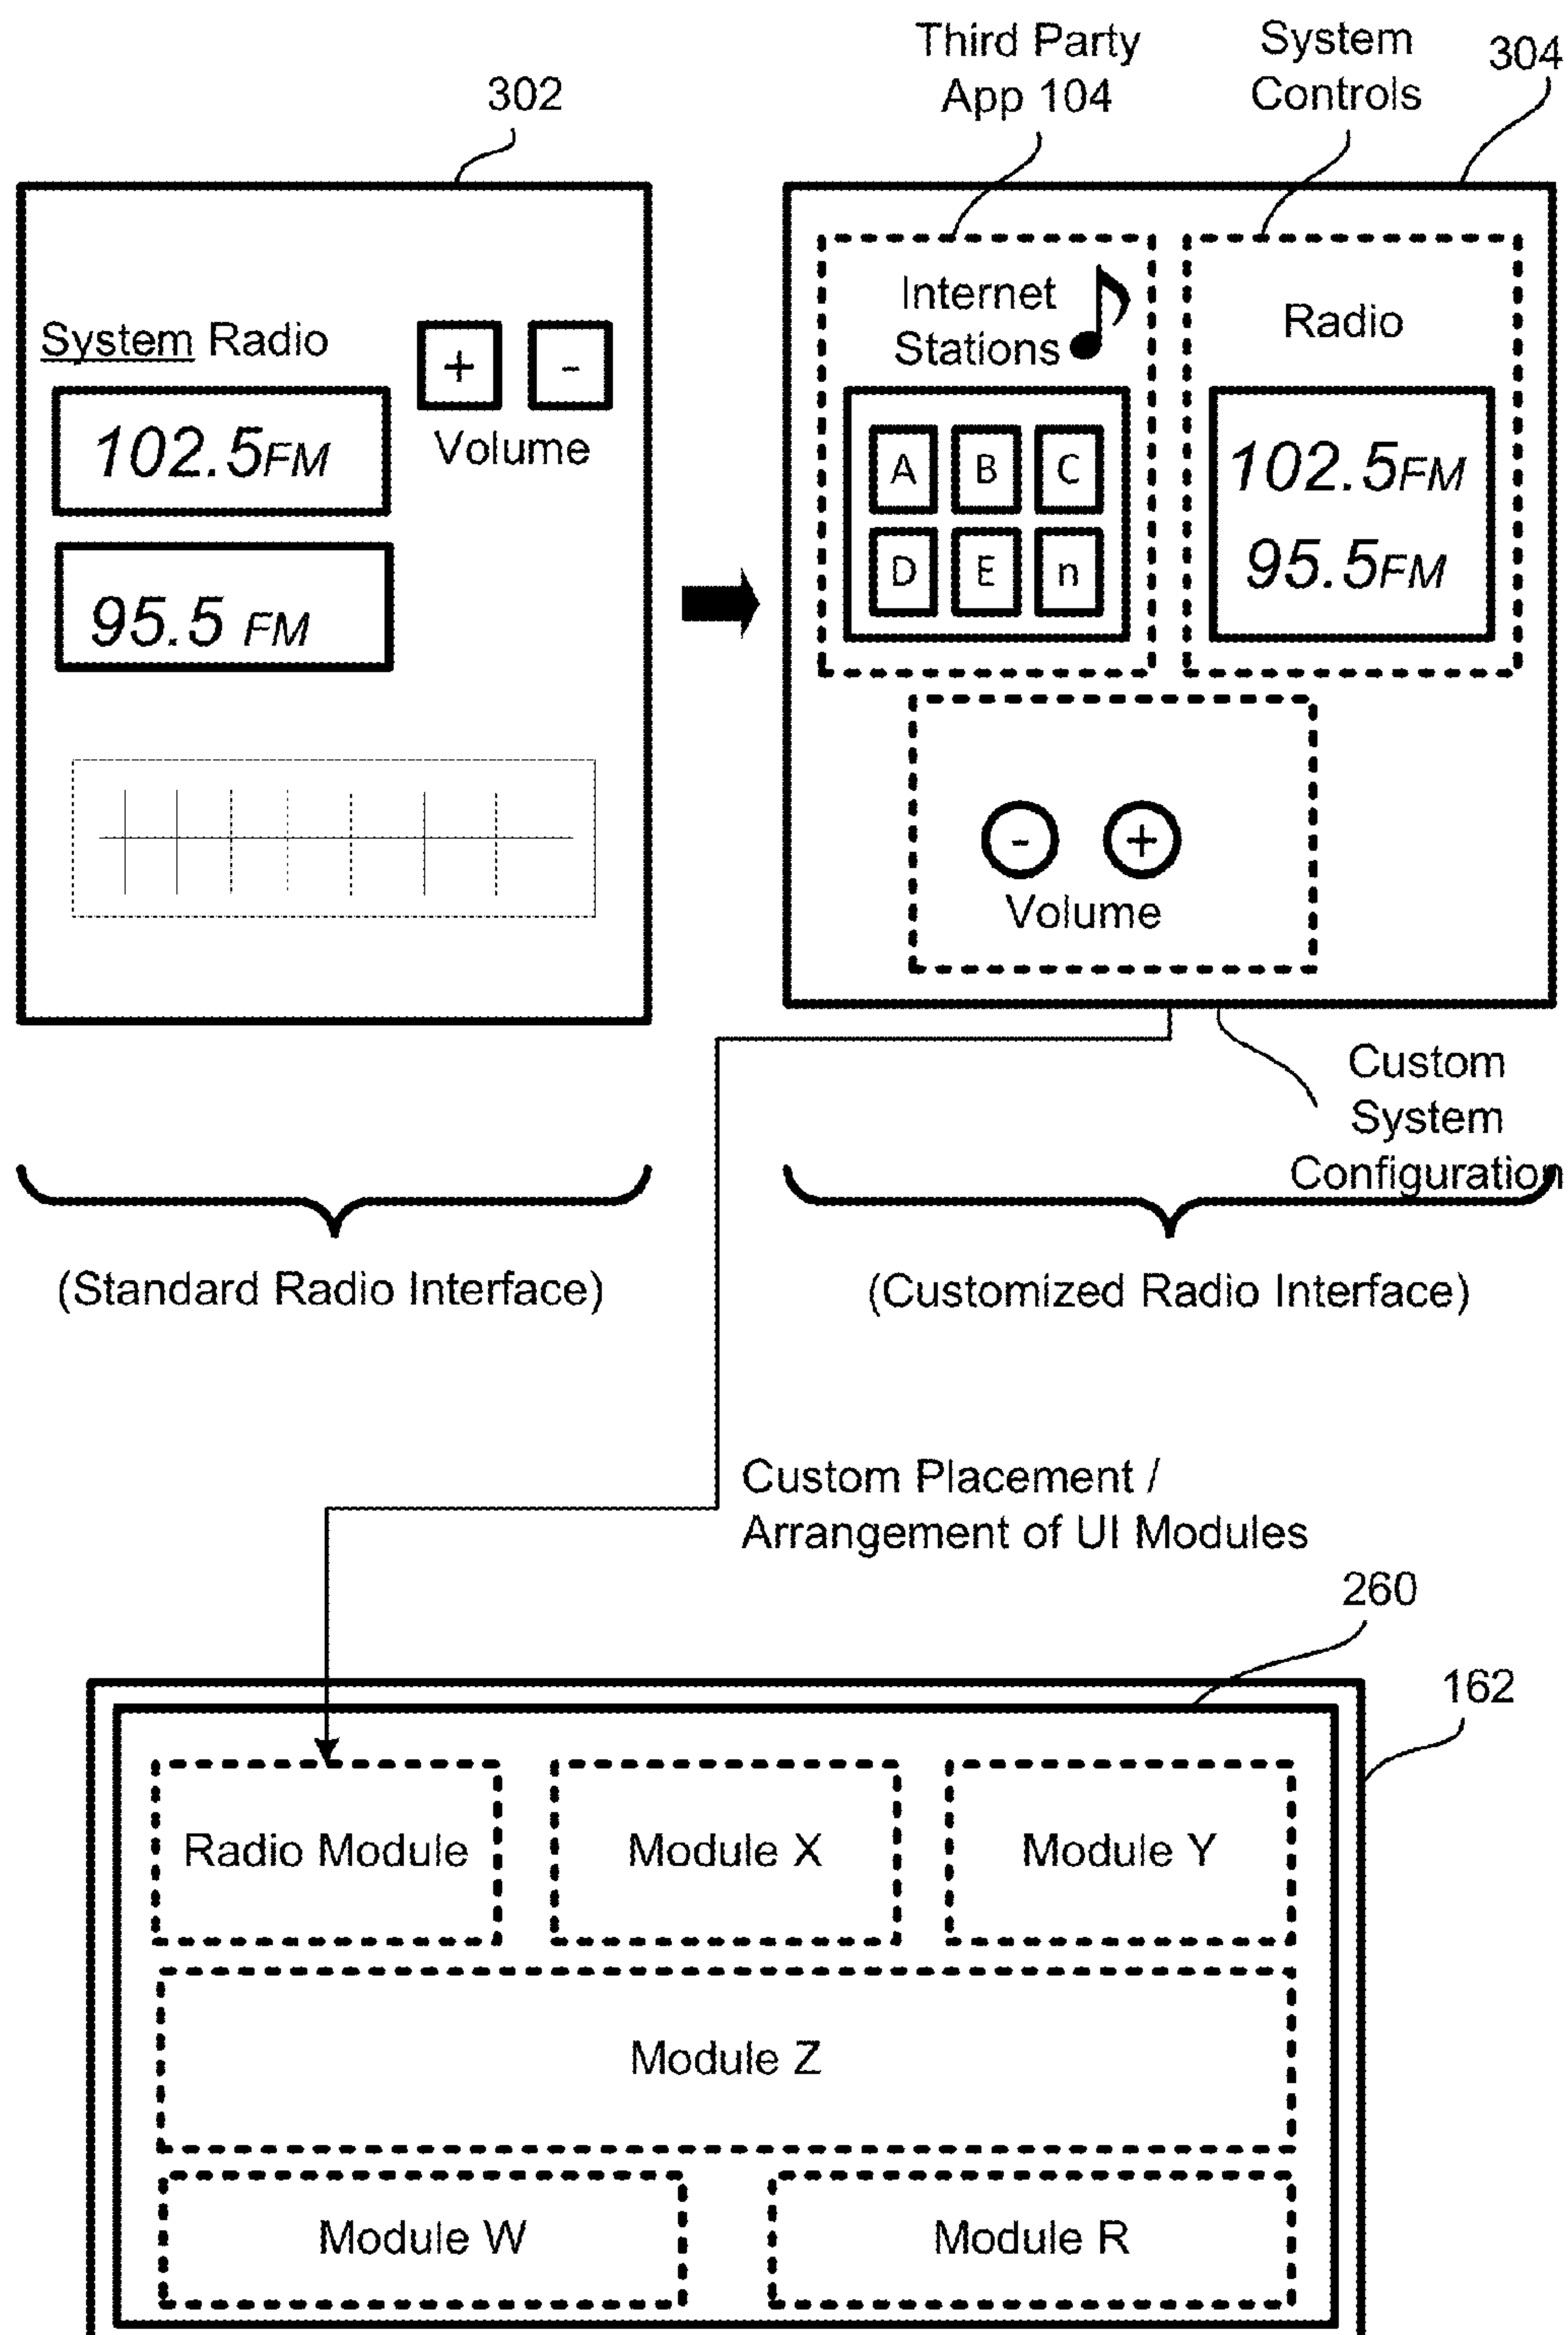 302
Third Party
App 104
System
Controls
304
System Radio
+ -
Volume
102.5FM
95.5 FM
Internet
Stations
A B C
D E n
Radio
102.5FM
95.5FM
- +
Volume
Custom
System
Configuration
(Standard Radio Interface)
(Customized Radio Interface)
Custom Placement /
Arrangement of UI Modules
260
162
Radio Module
Module X
Module Y
Module Z
Module W
Module R